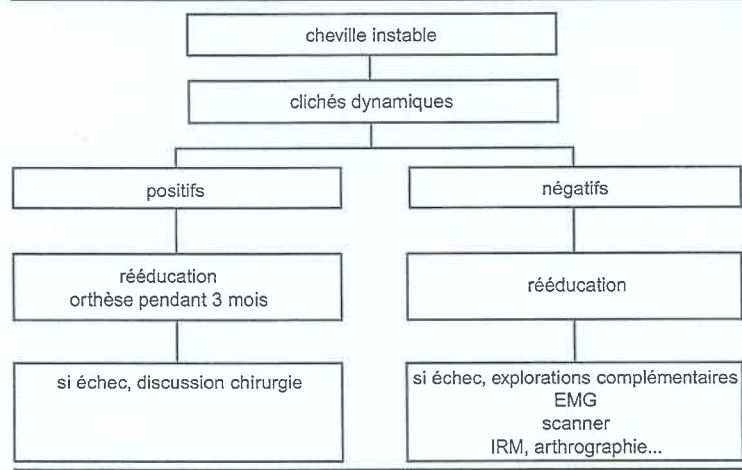 cheville instable
clichés dynamiques
positifs
négatifs
rééducation
orthèse pendant 3 mois
rééducation
si échec, discussion chirurgie
si échec, explorations complémentaires
EMG
scanner
IRM, arthrographie...